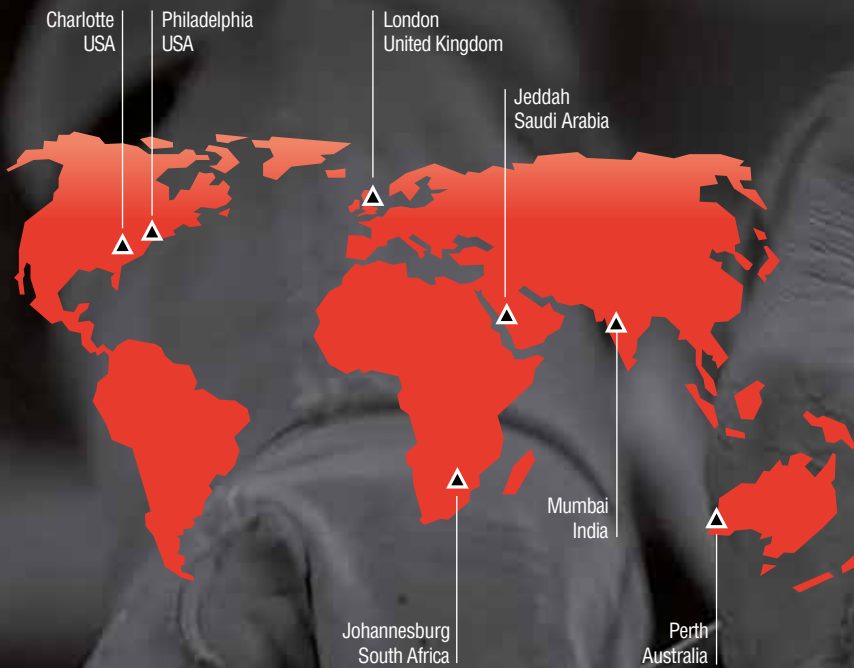 Charlotte
USA
Philadelphia
USA
London
United Kingdom
Jeddah
Saudi Arabia
Mumbai
India
Johannesburg
South Africa
Perth
Australia